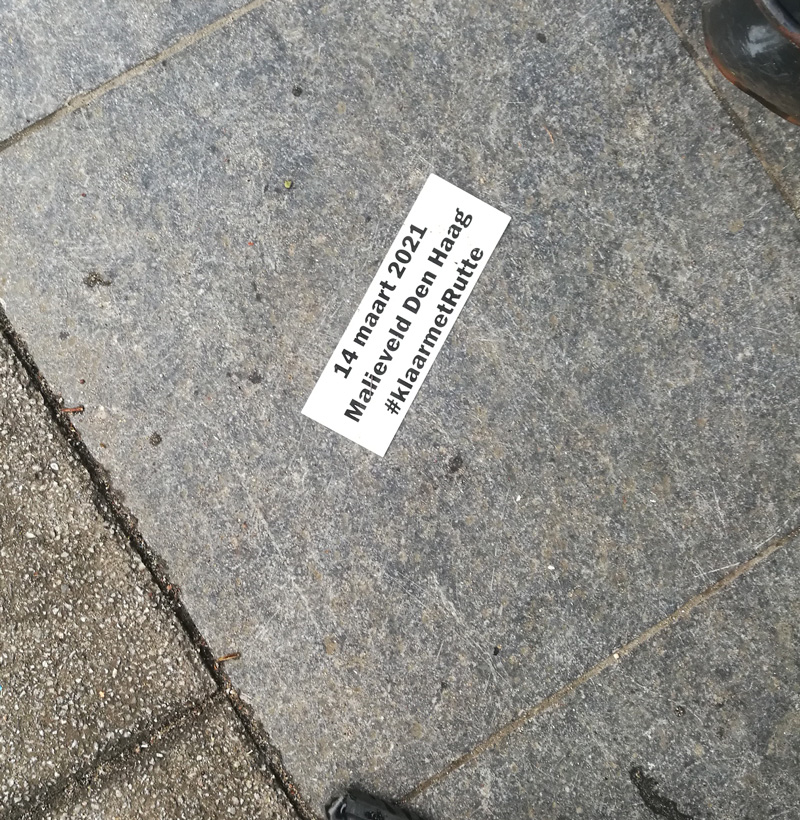 14 maart 2021
Malieveld Den Haag
#klaarmetRutte